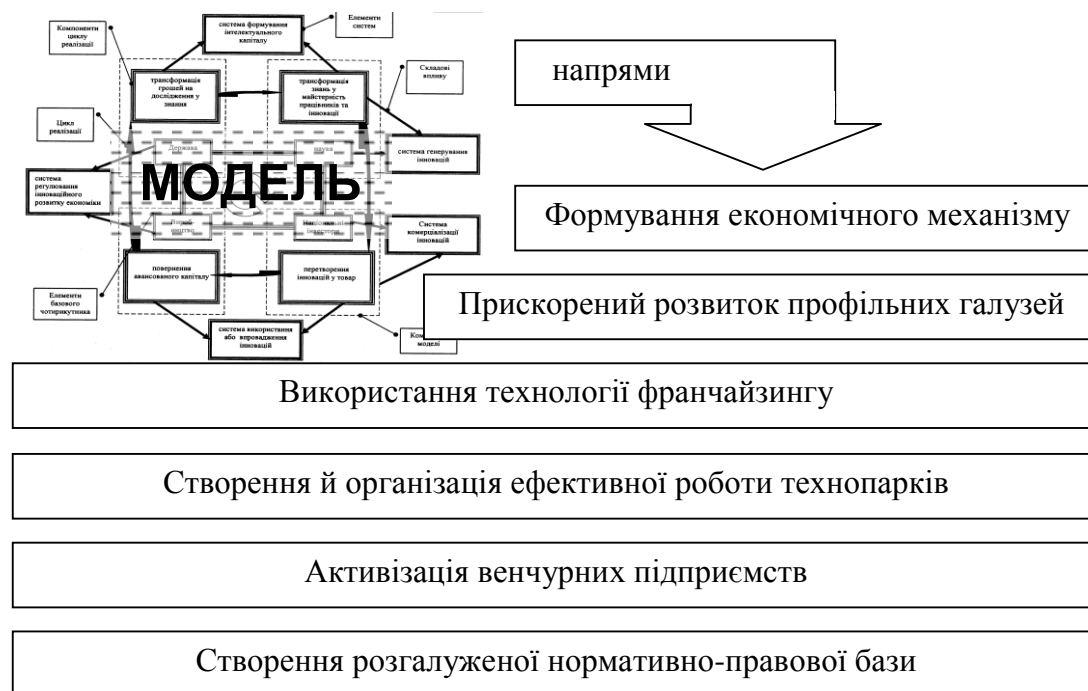 Компоненти
циклу
реалізації
система формування
інтелектуального
капіталу
Елементи
систем
трансформація
грошей на
дослідження у
знання
трансформація
знань у
майстерність
працівників та
інновації
Складові
впливу
Цикл
реалізації
Держава
наука
система генерування
інновацій
система
регулювання
інноваційного
розвитку економіки
МОДЕЛЬ
Система
комерціалізації
інновацій
повернення
авансованого капіталу
перетворення
інновацій у товар
Елементи
базового
чотирикутника
система використання
або впровадження
інновацій
моделі
напрями
Формування економічного механізму
Прискорений розвиток профільних галузей
Використання технології франчайзингу
Створення й організація ефективної роботи технопарків
Активізація венчурних підприємств
Створення розгалуженої нормативно-правової бази